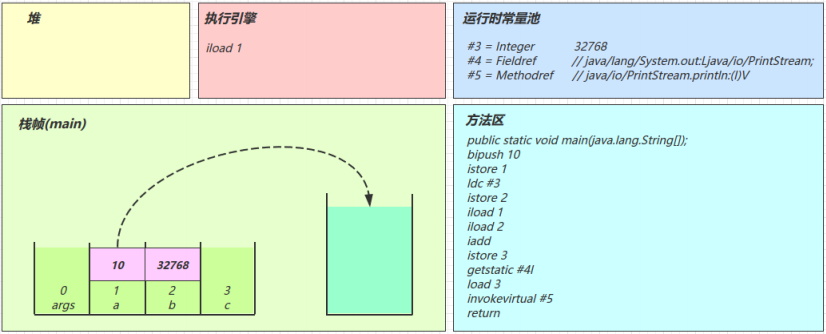 堆
执行引擎
iload 1
运行时常量池
#3 = Integer 32768
#4 = Fieldref // java/lang/System.out:Ljava/io/PrintStream;
#5 = Methodref // java/io/PrintStream.println:(I)V
栈帧(main)
10 32768
0 1 2 3
args a b c
方法区
public static void main(java.lang.String[]);
bipush 10
istore 1
ldc #3
istore 2
iload 1
iload 2
iadd
istore 3
getstatic #4I
load 3
invokevirtual #5
return